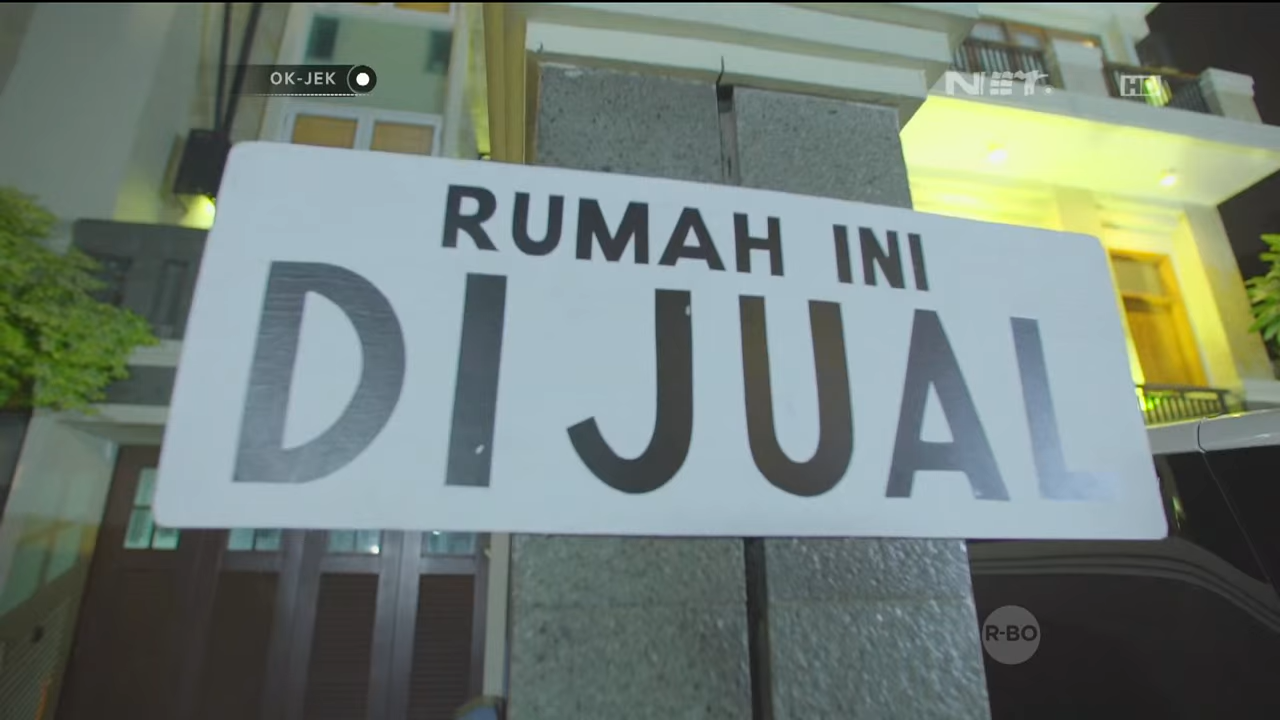 OK-JEK
NET.
HD
RUMAH INI
DIJUAL
R-BO